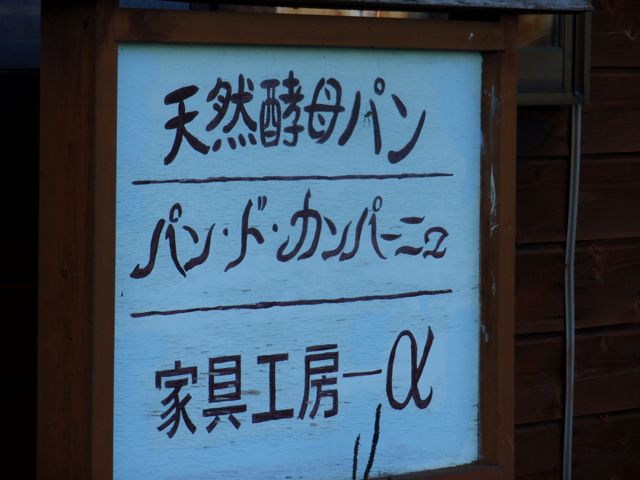 天然酵母パン
パン・ド・カンパーニュ
家具工房ーα